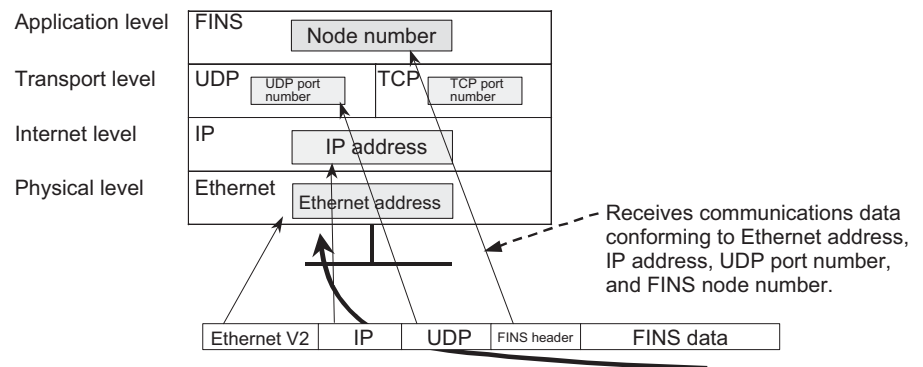 Application level
FINS
Node number
Transport level
UDP
UDP port
number
TCP
TCP port
number
Internet level
IP
IP address
Physical level
Ethernet
Ethernet address
Receives communications data
conforming to Ethernet address,
IP address, UDP port number,
and FINS node number.
Ethernet V2
IP
UDP
FINS header
FINS data